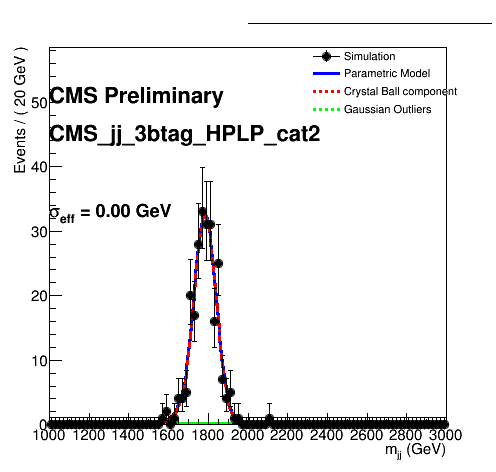 Simulation
Parametric Model
Crystal Ball component
Gaussian Outliers
Events / ( 20 GeV )
CMS Preliminary
CMS_jj_3btag_HPLP_cat2
σeff = 0.00 GeV
50
40
30
20
10
0
1000 1200 1400 1600 1800 2000 2200 2400 2600 2800 3000
mjj (GeV)